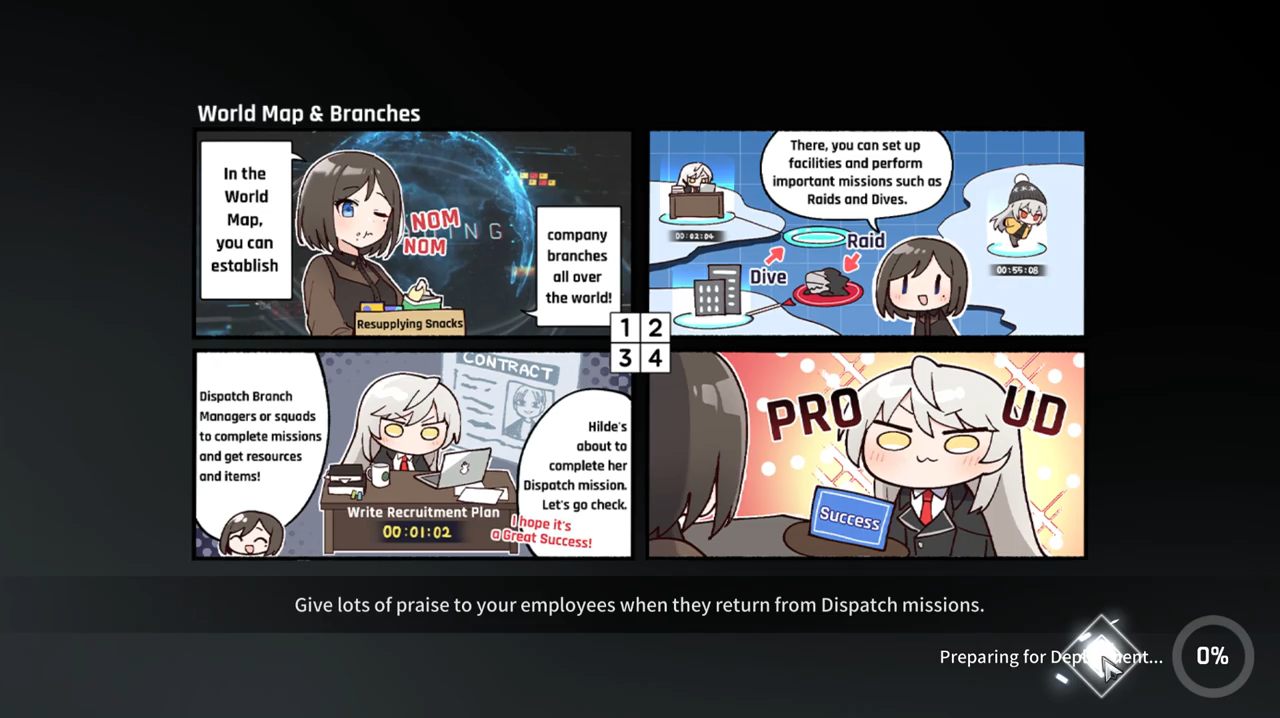 World Map & Branches
In the
World
Map,
you can
establish
NOM
NOM
ING
company
branches
all over
the world!
Resupplying Snacks
There, you can set up
facilities and perform
important missions such as
Raids and Dives.
00:02:04
Raid
Dive
00:55:08
1 2
3 4
Dispatch Branch
Managers or squads
to complete missions
and get resources
and items!
CONTRACT
Hilde's
about to
complete her
Dispatch mission.
Let's go check.
Write Recruitment Plan
00:01:02
I hope it's
a Great Success!
PROUD
Success
Give lots of praise to your employees when they return from Dispatch missions.
Preparing for Deployment...
0%